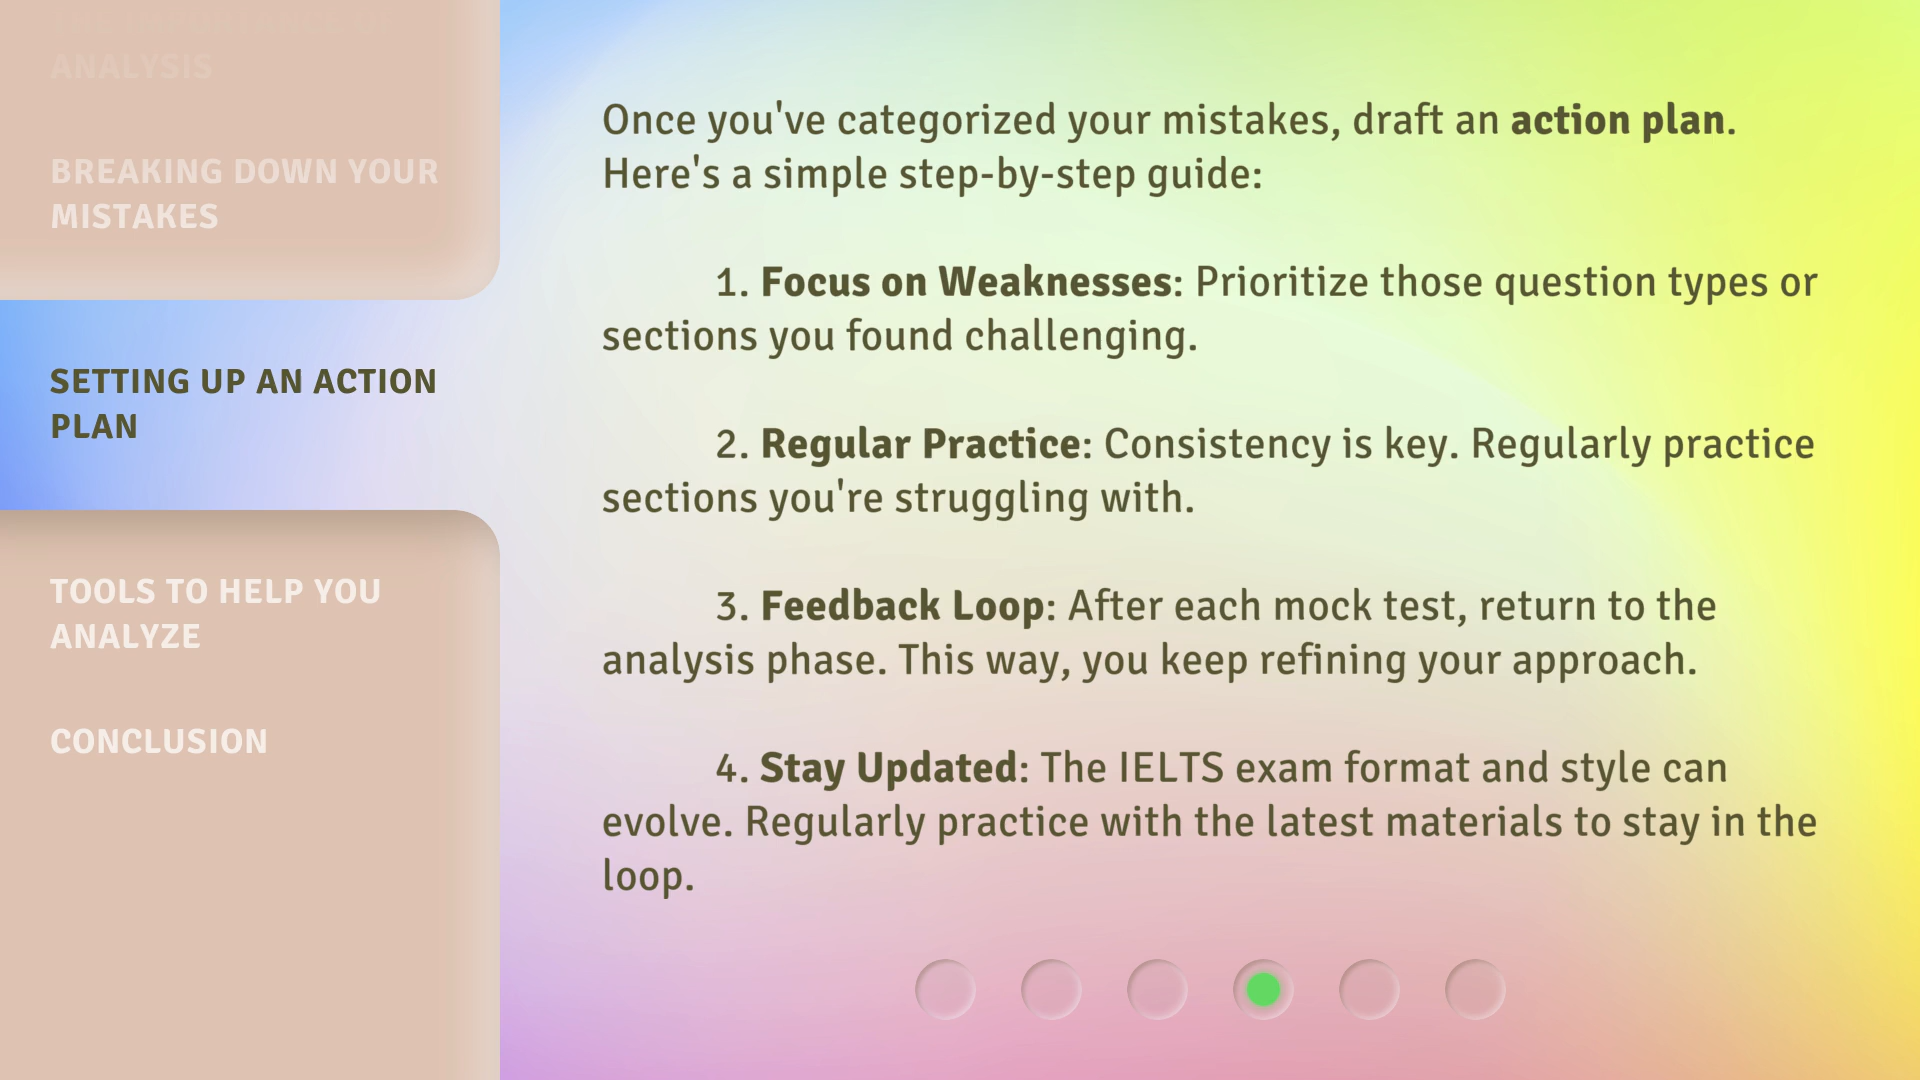 ANALYSIS
BREAKING DOWN YOUR
MISTAKES
SETTING UP AN ACTION
PLAN
TOOLS TO HELP YOU
ANALYZE
CONCLUSION
Once you've categorized your mistakes, draft an action plan.
Here's a simple step-by-step guide:
1. Focus on Weaknesses: Prioritize those question types or
sections you found challenging.
2. Regular Practice: Consistency is key. Regularly practice
sections you're struggling with.
3. Feedback Loop: After each mock test, return to the
analysis phase. This way, you keep refining your approach.
4. Stay Updated: The IELTS exam format and style can
evolve. Regularly practice with the latest materials to stay in the
loop.